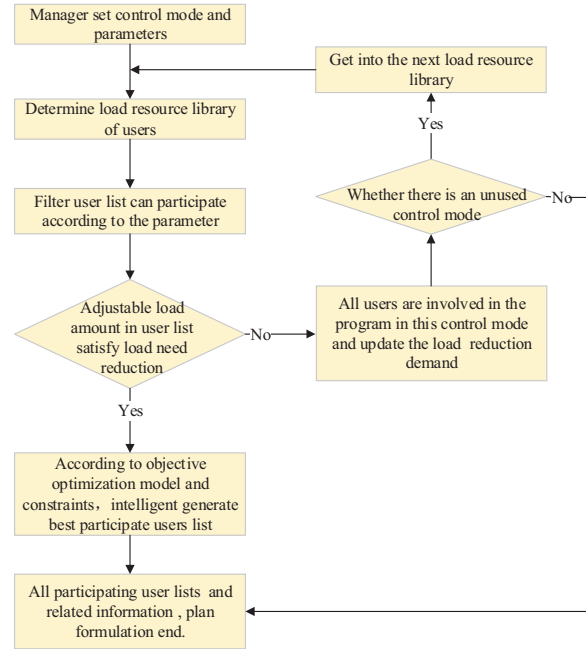 Manager set control mode and
parameters
Get into the next load resource
library
Determine load resource library
of users
Yes
Filter user list can participate
according to the parameter
Whether there is an unused
control mode
No
Adjustable load
amount in user list
satisfy load need
reduction
No
All users are involved in the
program in this control mode
and update the load reduction
demand
Yes
According to objective
optimization model and
constraints，intelligent generate
best participate users list
All participating user lists and
related information , plan
formulation end.